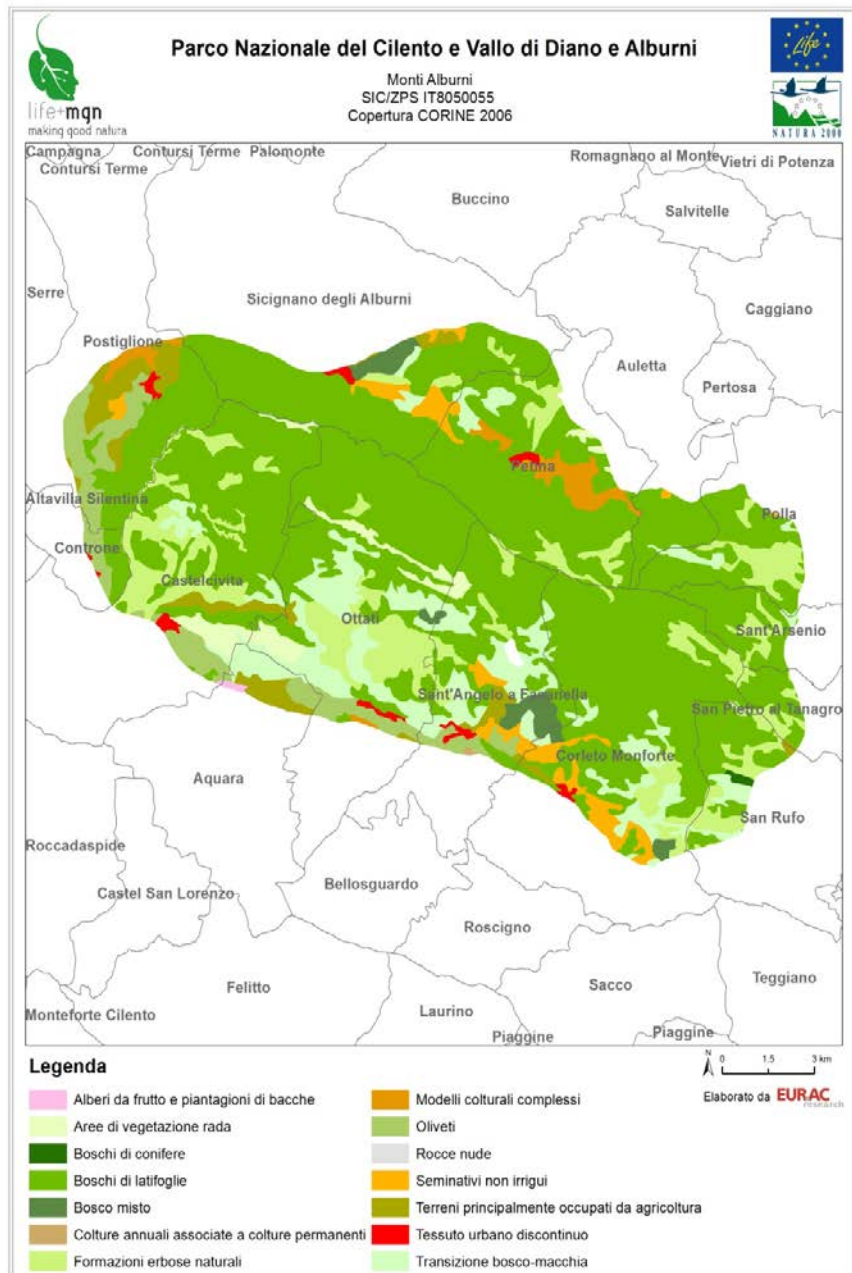 Parco Nazionale del Cilento e Vallo di Diano e Alburni
Monti Alburni
SIC/ZPS IT8050055
Copertura CORINE 2006
life+mgn
making good natura
Life
NATURA 2000
Campagna
Contursi Terme
Palomonte
Romagnano al Monte
Vietri di Potenza
Contursi Terme
Buccino
Salvitelle
Serre
Sicignano degli Alburni
Caggiano
Postiglione
Auletta
Pertosa
Petina
Altavilla Silentina
Polla
Controne
Castelcivita
Ottati
Sant'Arsenio
Sant'Angelo a Fasanella
San Pietro al Tanagro
Corleto Monforte
Aquara
San Rufo
Roccadaspide
Bellosguardo
Castel San Lorenzo
Roscigno
Teggiano
Felitto
Sacco
Monteforte Cilento
Laurino
Piaggine
Piaggine
Legenda
N
0 1,5 3 km
Elaborato da EURAC
research
Alberi da frutto e piantagioni di bacche
Aree di vegetazione rada
Boschi di conifere
Boschi di latifoglie
Bosco misto
Colture annuali associate a colture permanenti
Formazioni erbose naturali
Modelli colturali complessi
Oliveti
Rocce nude
Seminativi non irrigui
Terreni principalmente occupati da agricoltura
Tessuto urbano discontinuo
Transizione bosco-macchia